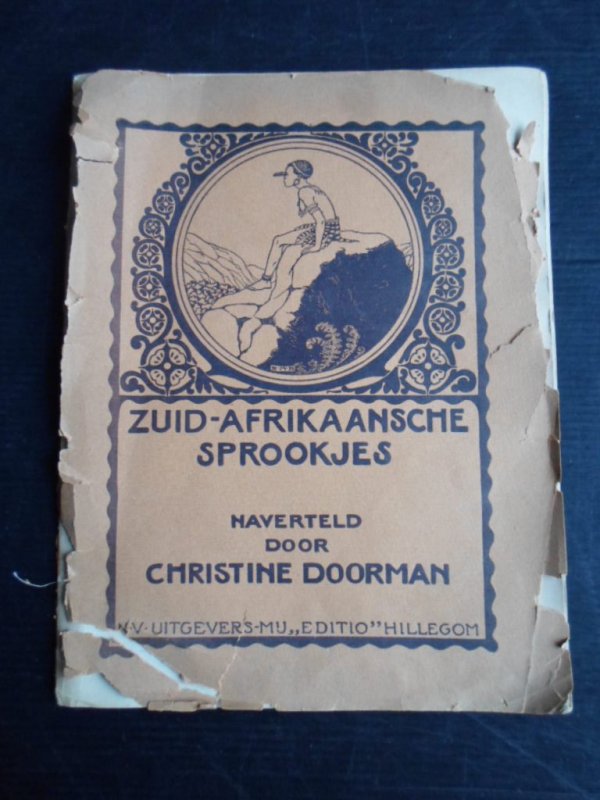 ZUID-AFRIKAANSCHE
SPROOKJES
NAVERTELD
DOOR
CHRISTINE DOORMAN
N.V. UITGEVERS-MIJ „EDITIO” HILLEGOM